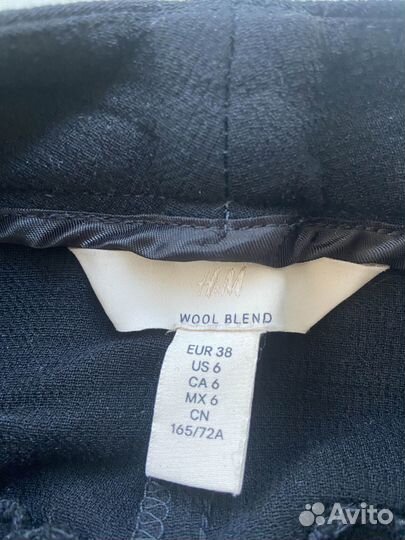 H&M
WOOL BLEND
EUR 38
US 6
CA 6
MX 6
CN
165/72A
Avito